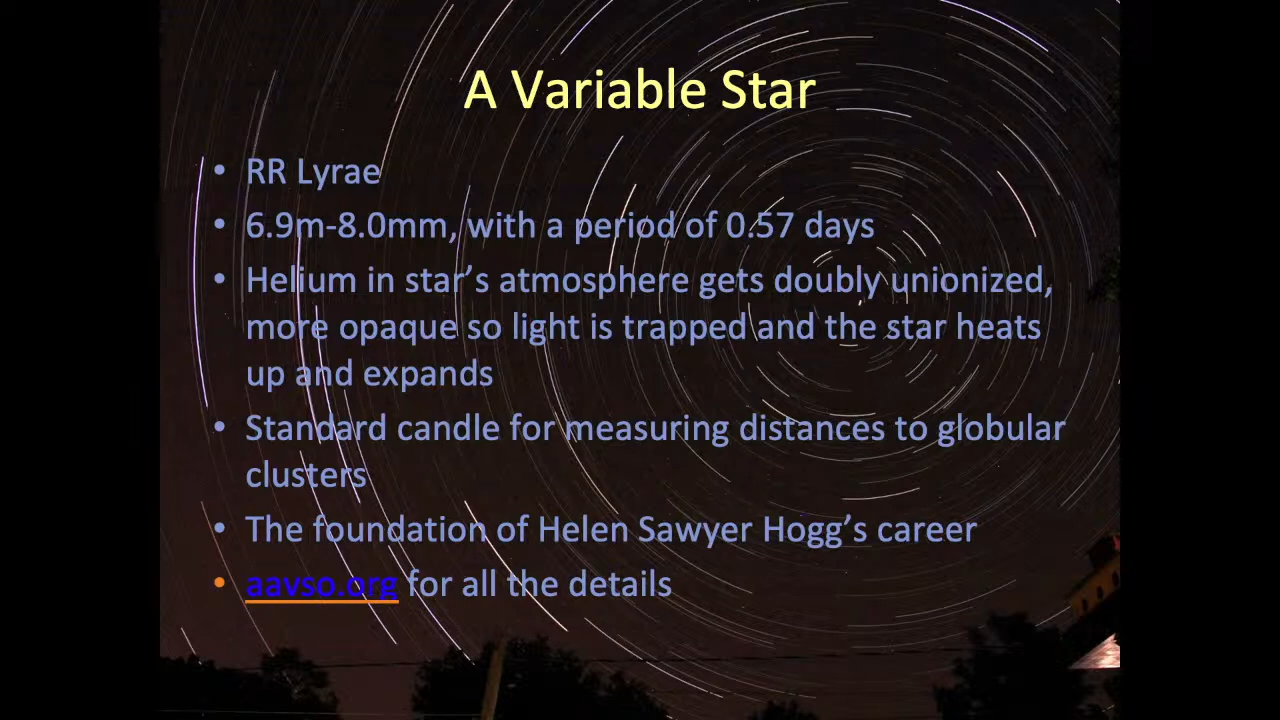 A Variable Star
• RR Lyrae
• 6.9m-8.0mm, with a period of 0.57 days
• Helium in star’s atmosphere gets doubly unionized,
more opaque so light is trapped and the star heats
up and expands
• Standard candle for measuring distances to globular
clusters
• The foundation of Helen Sawyer Hogg’s career
• aavso.org for all the details